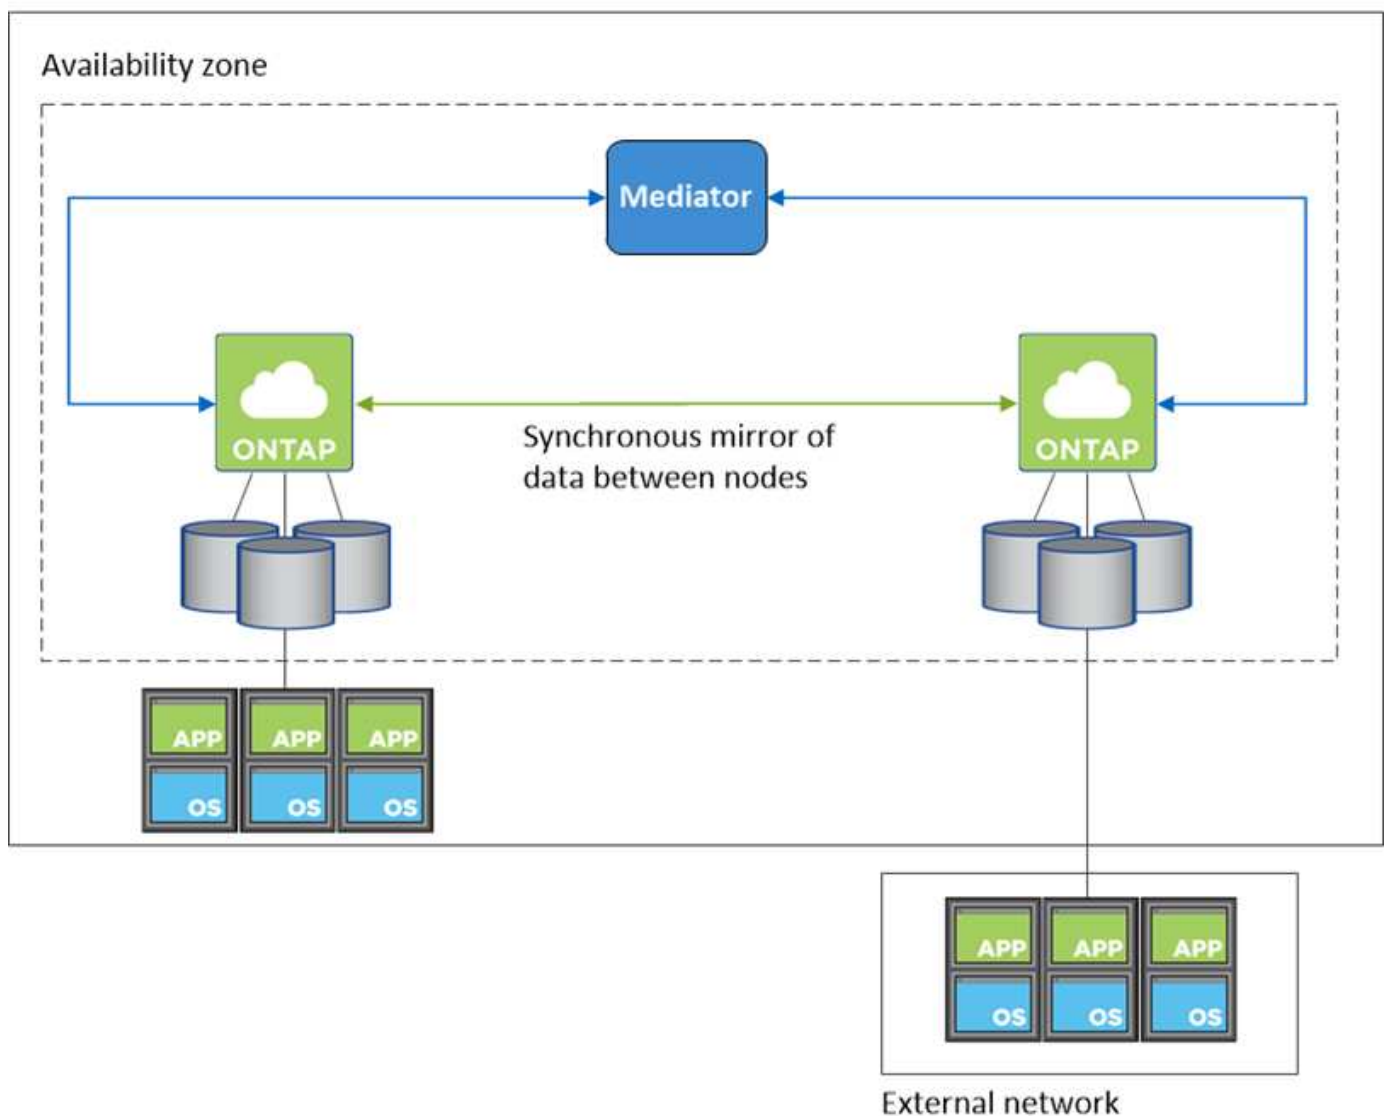 Availability zone
Mediator
ONTAP
ONTAP
Synchronous mirror of
data between nodes
APP APP APP
OS OS OS
APP APP APP
OS OS OS
External network